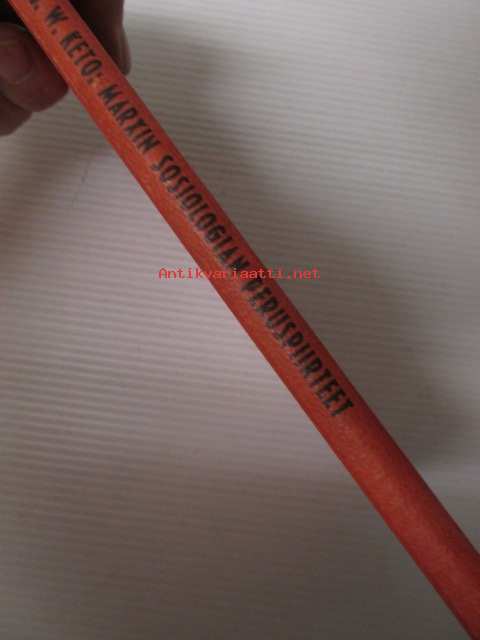 . W. KETO: MARXIN SOSIOLOGIAN PERUSPIIRTEET
Antikvariaatti.net